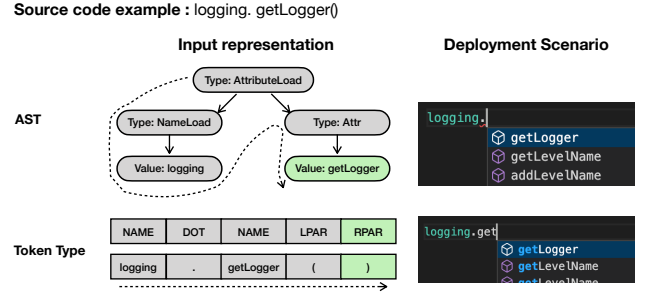 Source code example : logging. getLogger()
Input representation
Deployment Scenario
AST
Type: AttributeLoad
Type: NameLoad
Type: Attr
Value: logging
Value: getLogger
logging.
getLogger
getLevelName
addLevelName
Token Type
NAME DOT NAME LPAR RPAR
logging . getLogger ( )
logging.get
getLogger
getLevelName
getLevelName